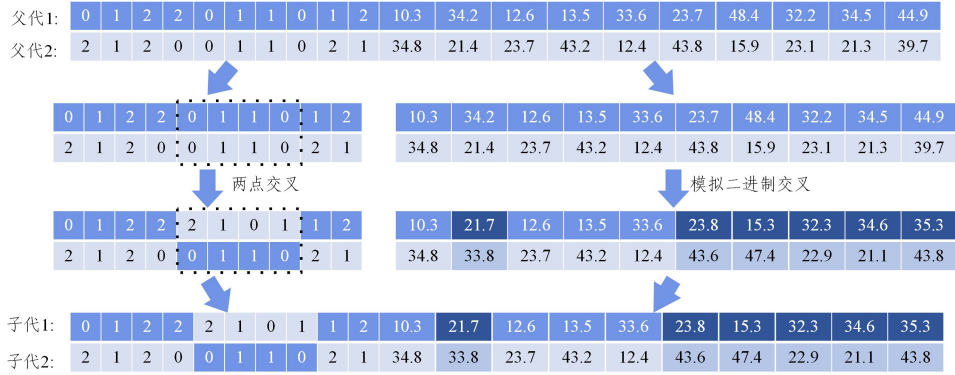 父代1: 0 1 2 2 0 1 1 0 1 2 10.3 34.2 12.6 13.5 33.6 23.7 48.4 32.2 34.5 44.9
父代2: 2 1 2 0 0 1 1 0 2 1 34.8 21.4 23.7 43.2 12.4 43.8 15.9 23.1 21.3 39.7
0 1 2 2 0 1 1 0 1 2 10.3 34.2 12.6 13.5 33.6 23.7 48.4 32.2 34.5 44.9
2 1 2 0 0 1 1 0 2 1 34.8 21.4 23.7 43.2 12.4 43.8 15.9 23.1 21.3 39.7
两点交叉 模拟二进制交叉
0 1 2 2 2 1 0 1 1 2 10.3 21.7 12.6 13.5 33.6 23.8 15.3 32.3 34.6 35.3
2 1 2 0 0 1 1 0 2 1 34.8 33.8 23.7 43.2 12.4 43.6 47.4 22.9 21.1 43.8
子代1: 0 1 2 2 2 1 0 1 1 2 10.3 21.7 12.6 13.5 33.6 23.8 15.3 32.3 34.6 35.3
子代2: 2 1 2 0 0 1 1 0 2 1 34.8 33.8 23.7 43.2 12.4 43.6 47.4 22.9 21.1 43.8